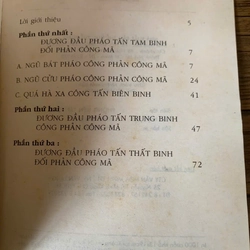 Lời giới thiệu 5
Phần thứ nhất :
ĐƯƠNG ĐẦU PHÁO TẤN TAM BINH
ĐỐI PHẢN CÔNG MÃ 7
A. NGŨ BÁT PHÁO CÔNG PHẢN CÔNG MÃ 7
B. NGŨ CỬU PHÁO CÔNG PHẢN CÔNG MÃ 24
C. QUÁ HÀ XA CÔNG TẤN BIÊN BINH 41
Phần thứ hai :
ĐƯƠNG ĐẦU PHÁO TẤN TRUNG BINH
CÔNG PHẢN CÔNG MÃ 47
Phần thứ ba :
ĐƯƠNG ĐẦU PHÁO TẤN THẤT BINH
ĐỐI PHẢN CÔNG MÃ 72